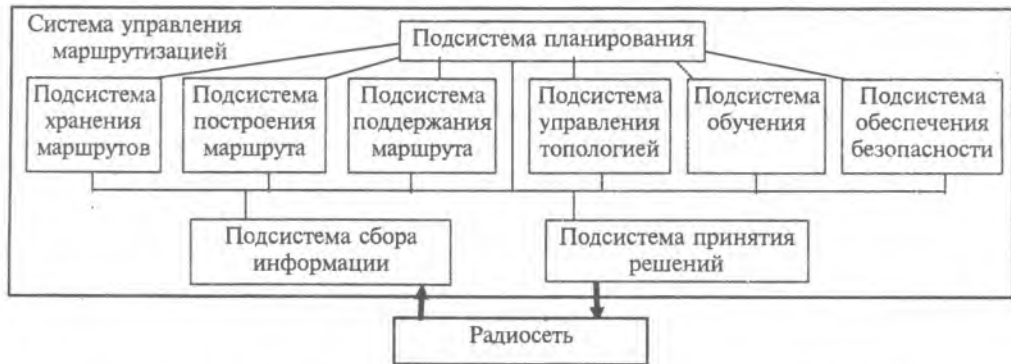 Система управления
маршрутизацией
Подсистема планирования
Подсистема
хранения
маршрутов
Подсистема
построения
маршрута
Подсистема
поддержания
маршрута
Подсистема
управления
топологией
Подсистема
обучения
Подсистема
обеспечения
безопасности
Подсистема сбора
информации
Подсистема принятия
решений
Радиосеть